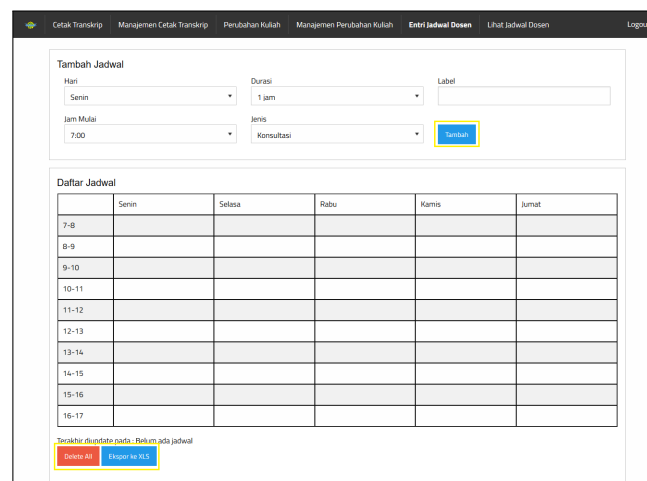 Cetak Transkrip Manajemen Cetak Transkrip Perubahan Kuliah Manajemen Perubahan Kuliah Entri Jadwal Dosen Lihat Jadwal Dosen Logou
Tambah Jadwal
Hari Durasi Label
Senin 1 jam
Jam Mulai Jenis
7:00 Konsultasi Tambah
Daftar Jadwal
Senin Selasa Rabu Kamis Jumat
7-8
8-9
9-10
10-11
11-12
12-13
13-14
14-15
15-16
16-17
Terakhir diupdate pada : Belum ada jadwal
Delete All Ekspor ke XLS